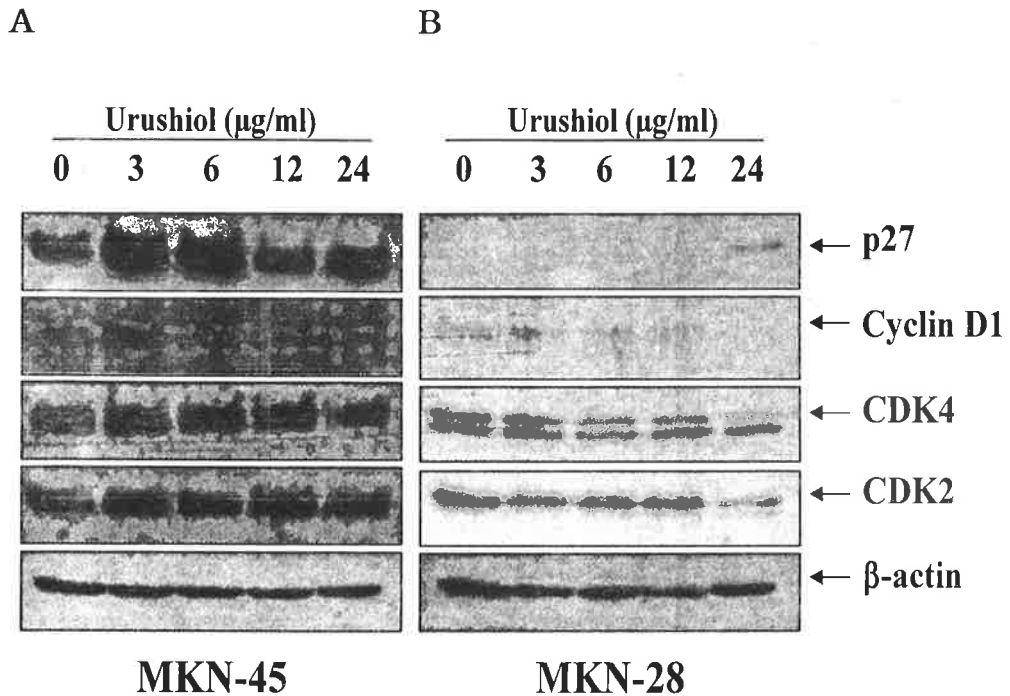 A B
Urushiol (μg/ml) Urushiol (μg/ml)
0 3 6 12 24 0 3 6 12 24
p27
Cyclin D1
CDK4
CDK2
β-actin
MKN-45 MKN-28